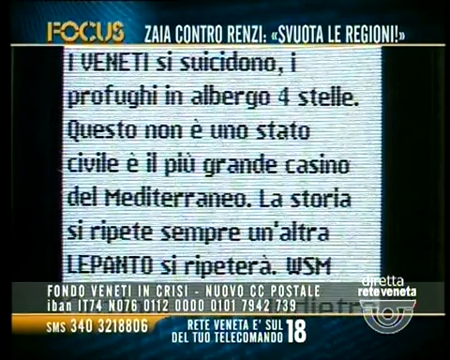 FOCUS
ZAIA CONTRO RENZI: «SVUOTA LE REGIONI!»
I VENETI si suicidono, i
profughi in albergo 4 stelle.
Questo non è uno stato
civile è il più grande casino
del Mediterraneo. La storia
si ripete sempre un'altra
LEPANTO si ripeterà. WSM
diretta
reteveneta
FONDO VENETI IN CRISI - NUOVO CC POSTALE
iban IT74 N076 0112 0000 0101 7942 739
dietro
SMS 340 3218806
RETE VENETA E' SUL
DEL TUO TELECOMANDO 18